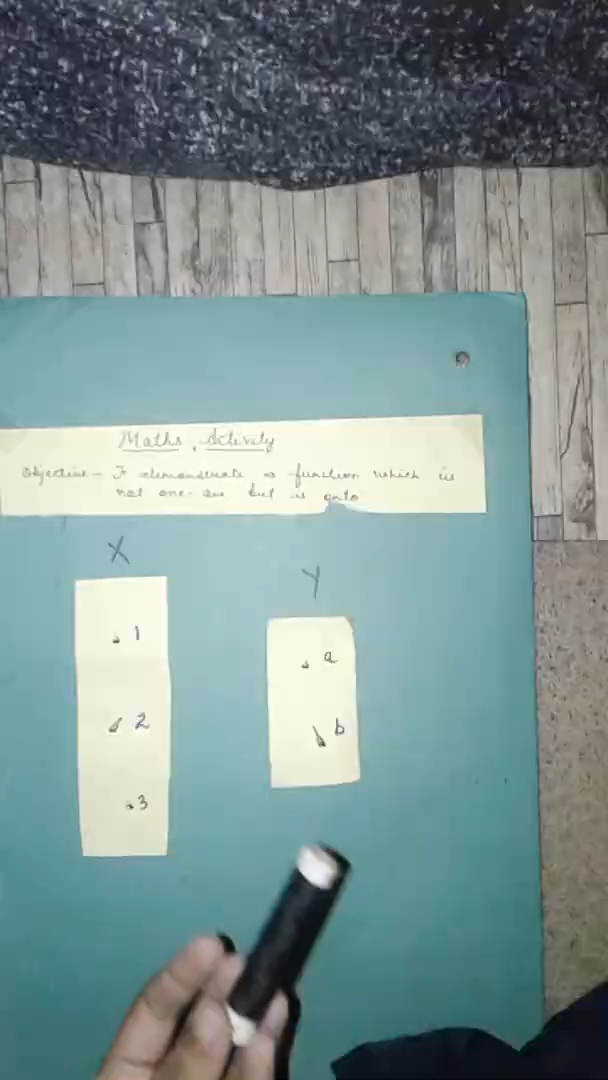 Maths Activity
Objective - To demonstrate a function which is
not one-one but is onto
X
Y
1
a
2
b
3